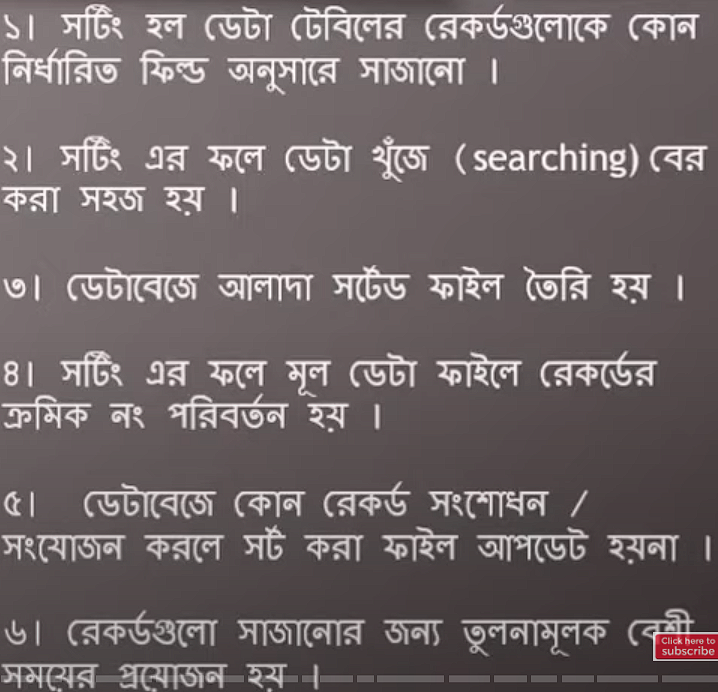 ১। সর্টিং হল ডেটা টেবিলের রেকর্ডগুলোকে কোন
নির্ধারিত ফিল্ড অনুসারে সাজানো ।
২। সর্টিং এর ফলে ডেটা খুঁজে (searching) বের
করা সহজ হয় ।
৩। ডেটাবেজে আলাদা সর্টেড ফাইল তৈরি হয় ।
৪। সর্টিং এর ফলে মূল ডেটা ফাইলে রেকর্ডের
ক্রমিক নং পরিবর্তন হয় ।
৫। ডেটাবেজে কোন রেকর্ড সংশোধন /
সংযোজন করলে সর্ট করা ফাইল আপডেট হয়না ।
৬। রেকর্ডগুলো সাজানোর জন্য তুলনামূলক বেশী
সময়ের প্রয়োজন হয় ।
Click here to
subscribe